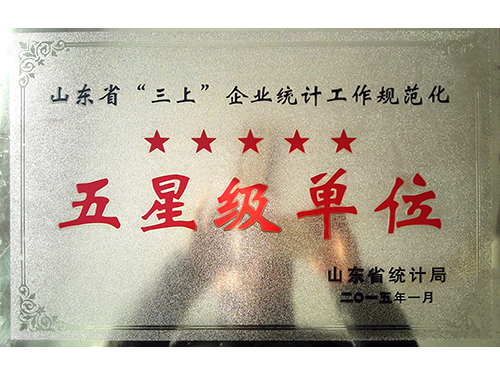 山东省“三上”企业统计工作规范化
★★★★★
五星级单位
山东省统计局
二〇一五年一月